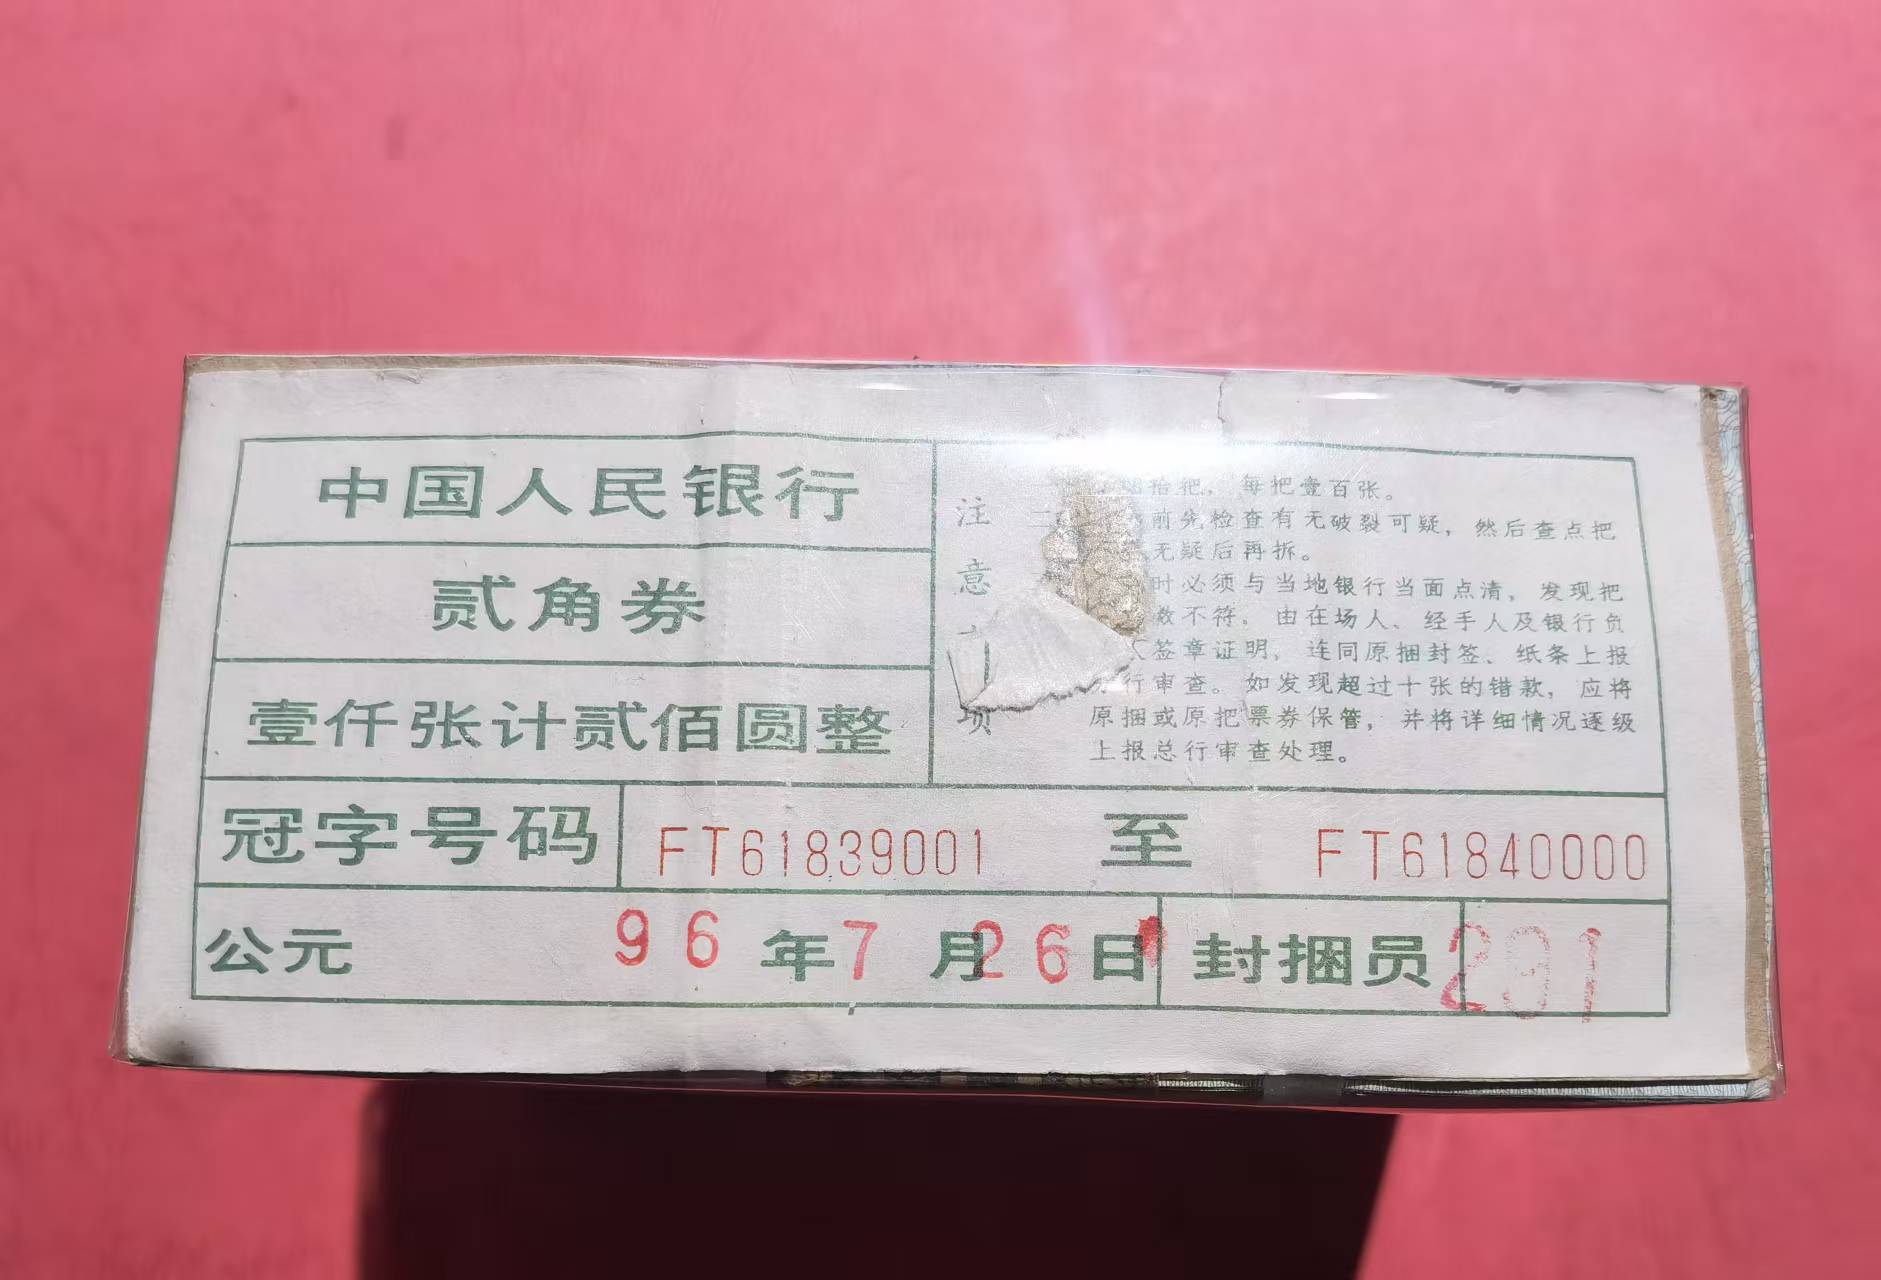 中国人民银行
贰角券
壹仟张计贰佰圆整
注意 项
拾把，每把壹百张。
二 前先检查有无破裂可疑，然后查点把
无疑后再拆。
时必须与当地银行当面点清，发现把
数不符，由在场人、经手人及银行负
签章证明，连同原捆封签、纸条上报
行审查。如发现超过十张的错款，应将
原捆或原把票券保管，并将详细情况逐级
上报总行审查处理。
冠字号码 FT61839001 至 FT61840000
公元 96年7月26日 封捆员 201